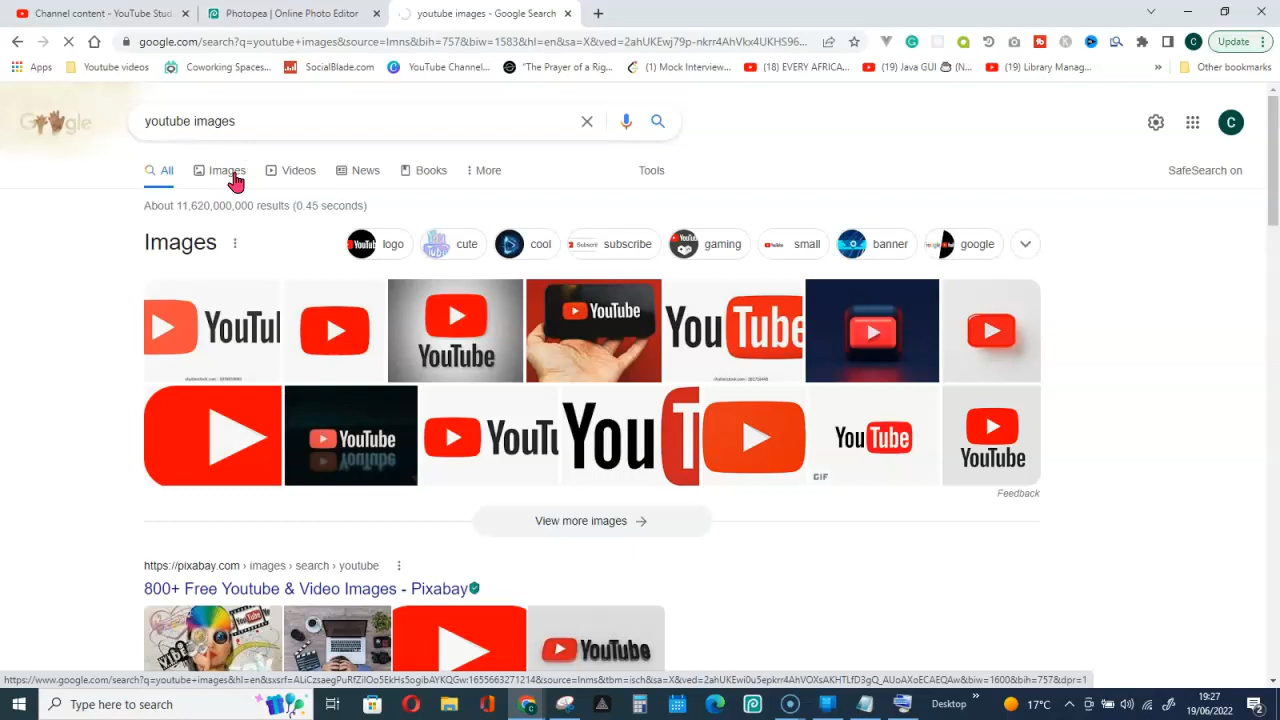 Channel content - YouTube Stud
Photopea | Online Photo Editor
youtube images - Google Search
google.com/search?q=youtube+images&source=lmns&bih=757&biw=1583&hl=en&sa=X&ved=2ahUKEwj79p-nkrr4AhVkx4UKHS96...
Update
Apps
Youtube videos
Coworking Spaces...
SocialBlade.com
YouTube Channel...
"The Prayer of a Rig...
(1) Mock Interview...
(18) EVERY AFRICA...
(19) Java GUI (N...
(19) Library Manag...
»
Other bookmarks
Google
youtube images
C
All
Images
Videos
News
Books
More
Tools
SafeSearch on
About 11,620,000,000 results (0.45 seconds)
Images
logo
cute
cool
subscribe
gaming
small
banner
google
YouTu
YouTube
YouTube
YouTube
YouTube
YouT
You T
YouTube
GIF
YouTube
Feedback
View more images
https://pixabay.com › images › search › youtube
800+ Free Youtube & Video Images - Pixabay
YouTube
https://www.google.com/search?q=youtube+images&hl=en&sxsrf=ALiCzsaegPuRfZIlOo5EkHs5ogibAYKQGw:1655663271214&source=lnms&tbm=isch&sa=X&ved=2ahUKEwi0u5epkrr4AhVOXsAKHTLfD3gQ_AUoAXoECAEQAw&biw=1600&bih=757&dpr=1
Type here to search
Desktop
17°C
19:27
19/06/2022